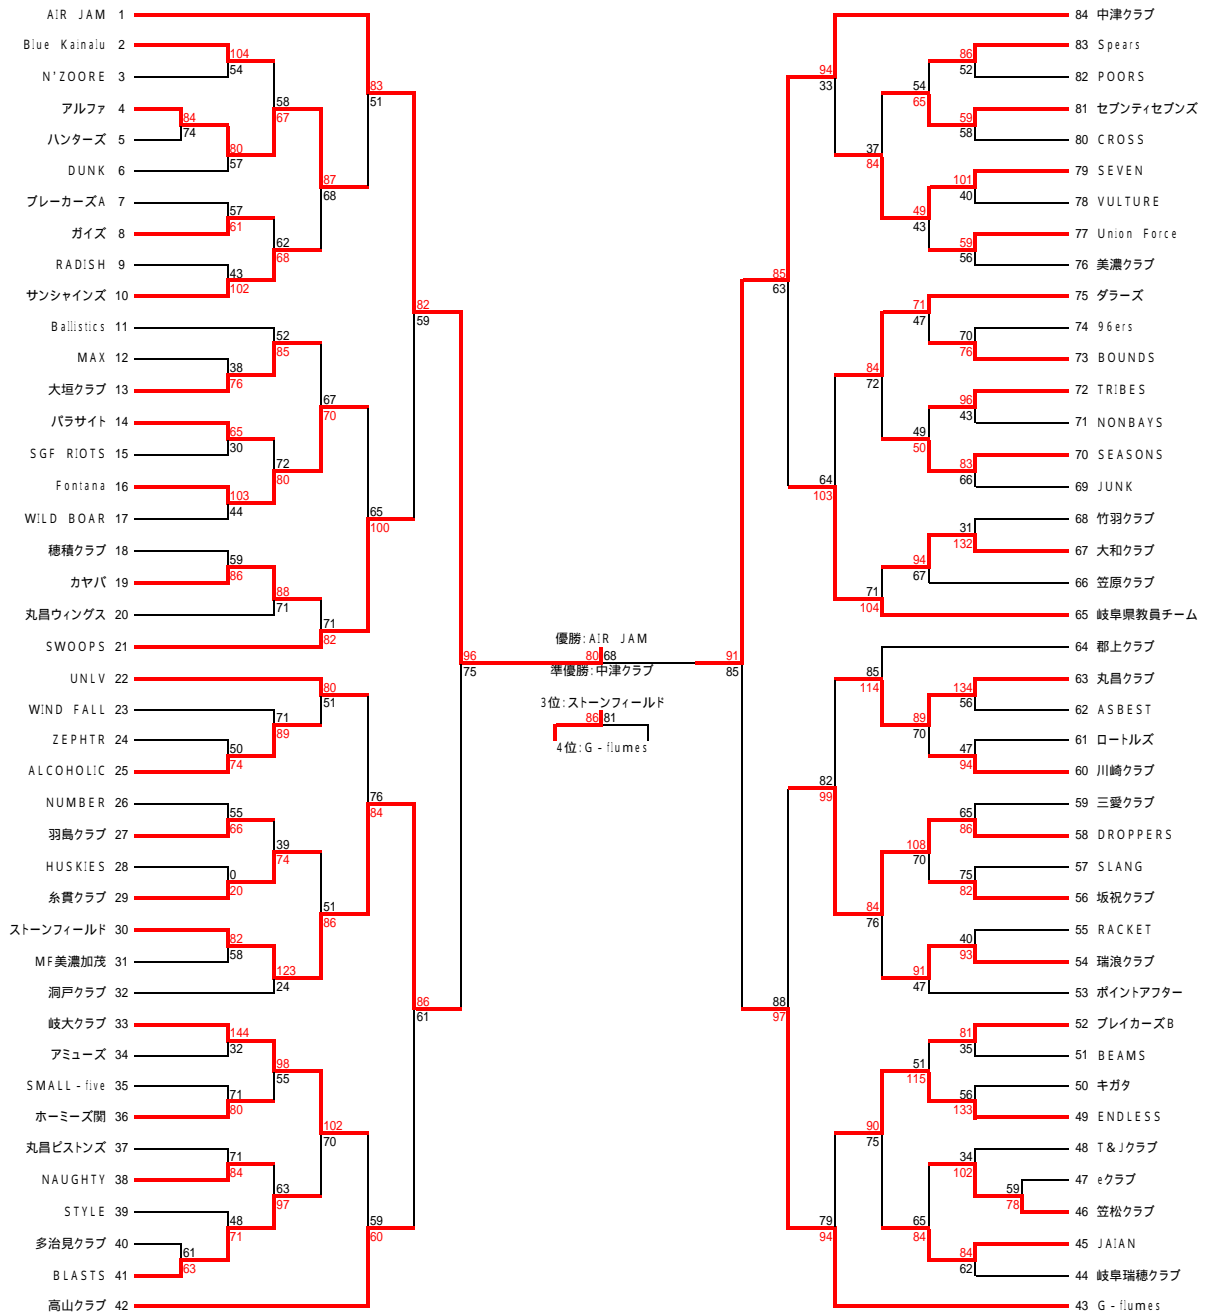 AIR JAM 1
Blue Kainalu 2
104
54
N'ZOORE 3
58
67
アルファ 4
84
74
ハンターズ 5
80
57
DUNK 6
87
68
ブレーカーズA 7
57
61
ガイズ 8
62
68
RADISH 9
43
102
サンシャインズ 10
83
51
82
59
Ballistics 11
52
85
MAX 12
38
76
大垣クラブ 13
67
70
パラサイト 14
65
30
SGF RIOTS 15
72
80
Fontana 16
103
44
WILD BOAR 17
65
100
穂積クラブ 18
59
86
カヤバ 19
88
71
丸昌ウィングス 20
71
82
SWOOPS 21
96
75
UNLV 22
80
51
WIND FALL 23
71
89
ZEPHTR 24
50
74
ALCOHOLIC 25
76
84
NUMBER 26
55
66
羽島クラブ 27
39
74
HUSKIES 28
0
20
糸貫クラブ 29
51
86
ストーンフィールド 30
82
58
MF美濃加茂 31
123
24
洞戸クラブ 32
86
61
岐大クラブ 33
144
32
アミューズ 34
98
55
SMALL-five 35
71
80
ホーミーズ関 36
102
70
丸昌ピストンズ 37
71
84
NAUGHTY 38
63
97
STYLE 39
48
71
多治見クラブ 40
61
63
BLASTS 41
59
60
高山クラブ 42
優勝:AIR JAM
80 68
準優勝:中津クラブ
3位:ストーンフィールド
86 81
4位:G-flumes
84 中津クラブ
94
33
83 Spears
86
52
82 POORS
54
65
81 セブンティセブンズ
59
58
80 CROSS
37
84
79 SEVEN
101
40
78 VULTURE
49
43
77 Union Force
59
56
76 美濃クラブ
85
63
75 ダラーズ
71
47
74 96ers
70
76
73 BOUNDS
84
72
72 TRIBES
96
43
71 NONBAYS
49
50
70 SEASONS
83
66
69 JUNK
64
103
68 竹羽クラブ
31
132
67 大和クラブ
94
67
66 笠原クラブ
71
104
65 岐阜県教員チーム
91
85
64 郡上クラブ
85
114
63 丸昌クラブ
134
56
62 ASBEST
89
70
61 ロートルズ
47
94
60 川崎クラブ
82
99
59 三愛クラブ
65
86
58 DROPPERS
108
70
57 SLANG
75
82
56 坂祝クラブ
84
76
55 RACKET
40
93
54 瑞浪クラブ
91
47
53 ポイントアフター
88
97
52 ブレイカーズB
81
35
51 BEAMS
51
115
50 キガタ
56
133
49 ENDLESS
90
75
48 T&Jクラブ
34
102
47 eクラブ
59
78
46 笠松クラブ
65
84
45 JAIAN
84
62
44 岐阜瑞穂クラブ
79
94
43 G-flumes